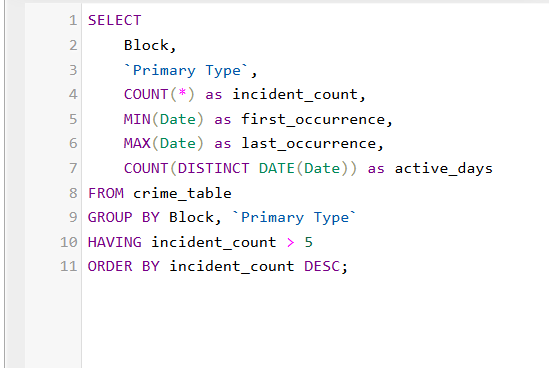 1 SELECT
2     Block,
3     `Primary Type`,
4     COUNT(*) as incident_count,
5     MIN(Date) as first_occurrence,
6     MAX(Date) as last_occurrence,
7     COUNT(DISTINCT DATE(Date)) as active_days
8 FROM crime_table
9 GROUP BY Block, `Primary Type`
10 HAVING incident_count > 5
11 ORDER BY incident_count DESC;